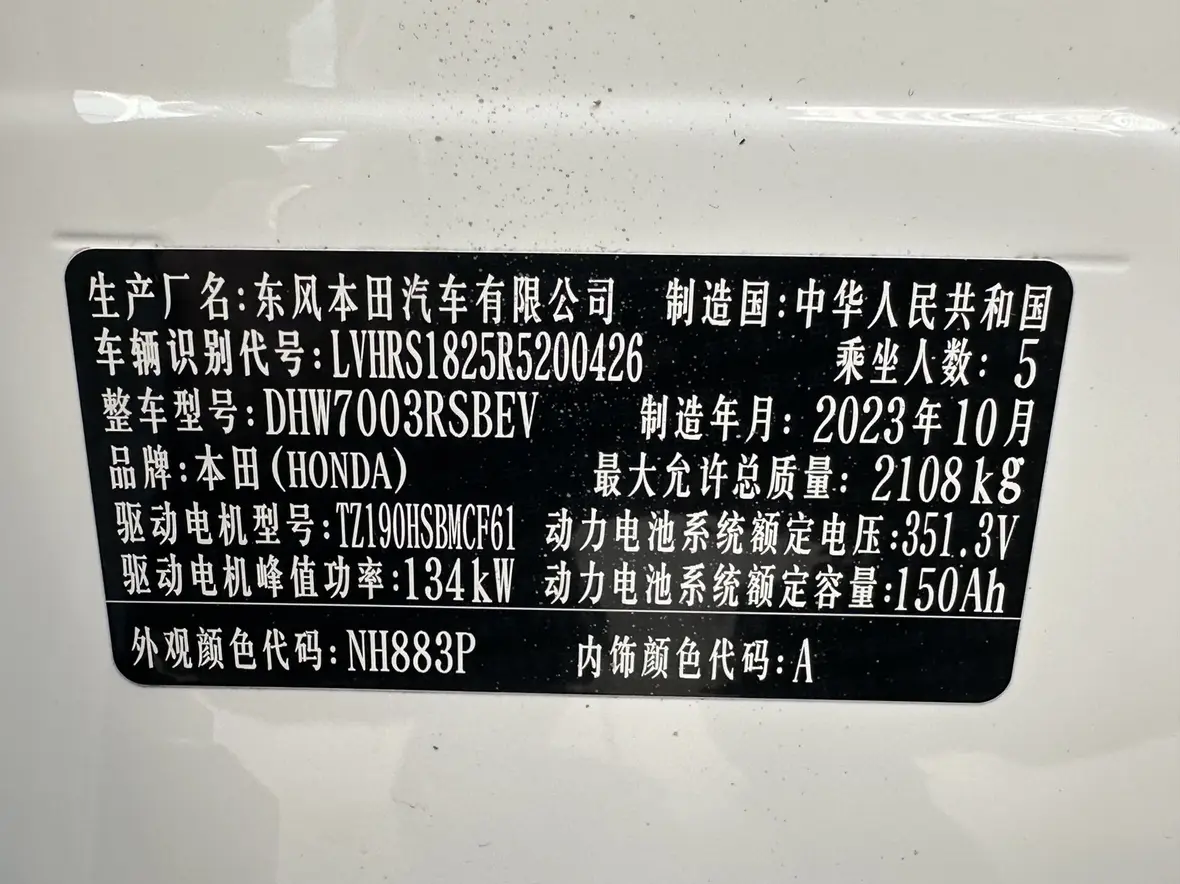 生产厂名:东风本田汽车有限公司 制造国:中华人民共和国
车辆识别代号:LVHRS1825R5200426 乘坐人数:5
整车型号:DHW7003RSBEV 制造年月:2023年10月
品牌:本田(HONDA) 最大允许总质量:2108kg
驱动电机型号:TZ190HSBMCF61 动力电池系统额定电压:351.3V
驱动电机峰值功率:134kW 动力电池系统额定容量:150Ah
外观颜色代码:NH883P 内饰颜色代码:A